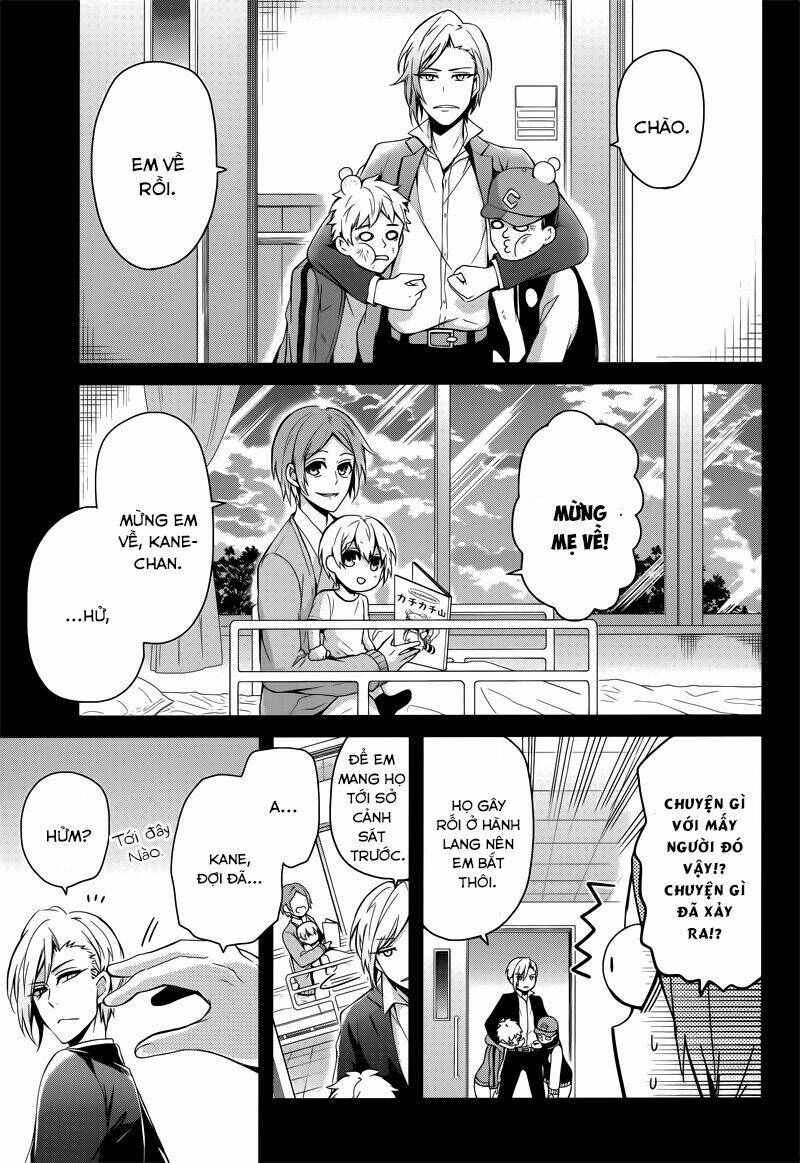 CHÀO.
EM VỀ
RỒI.
C
MỪNG
MẸ VỀ!
MỪNG EM
VỀ, KANE-
CHAN.
...HỬ,
カチカチ山
CHUYỆN GÌ
VỚI MẤY
NGƯỜI ĐÓ
VẬY!?
CHUYỆN GÌ
ĐÃ XẢY
RA!?
HỌ GÂY
RỐI Ở HÀNH
LANG NÊN
EM BẮT
THÔI.
ĐỂ EM
MANG HỌ
TỚI SỞ
CẢNH
SÁT
TRƯỚC.
A...
KANE,
ĐỢI ĐÃ...
Tới đây
Nào.
HỬM?